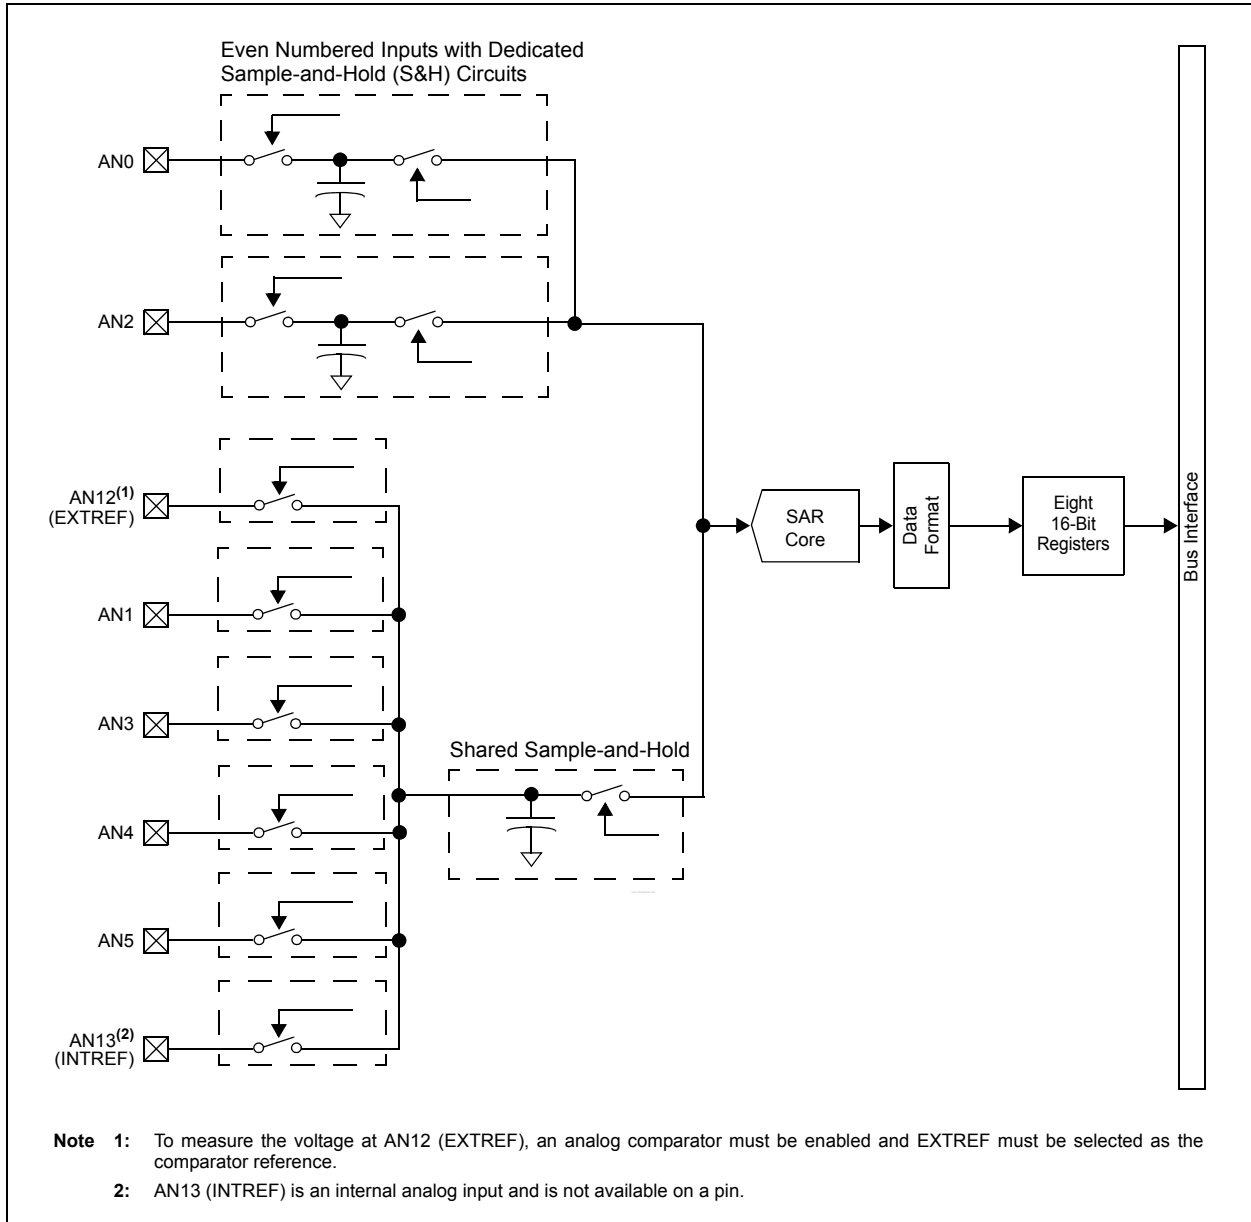 Even Numbered Inputs with Dedicated
Sample-and-Hold (S&H) Circuits
AN0
AN2
AN12(1)
(EXTREF)
AN1
AN3
AN4
AN5
AN13(2)
(INTREF)
Shared Sample-and-Hold
SAR
Core
Data
Format
Eight
16-Bit
Registers
Bus Interface
Note 1: To measure the voltage at AN12 (EXTREF), an analog comparator must be enabled and EXTREF must be selected as the
comparator reference.
2: AN13 (INTREF) is an internal analog input and is not available on a pin.